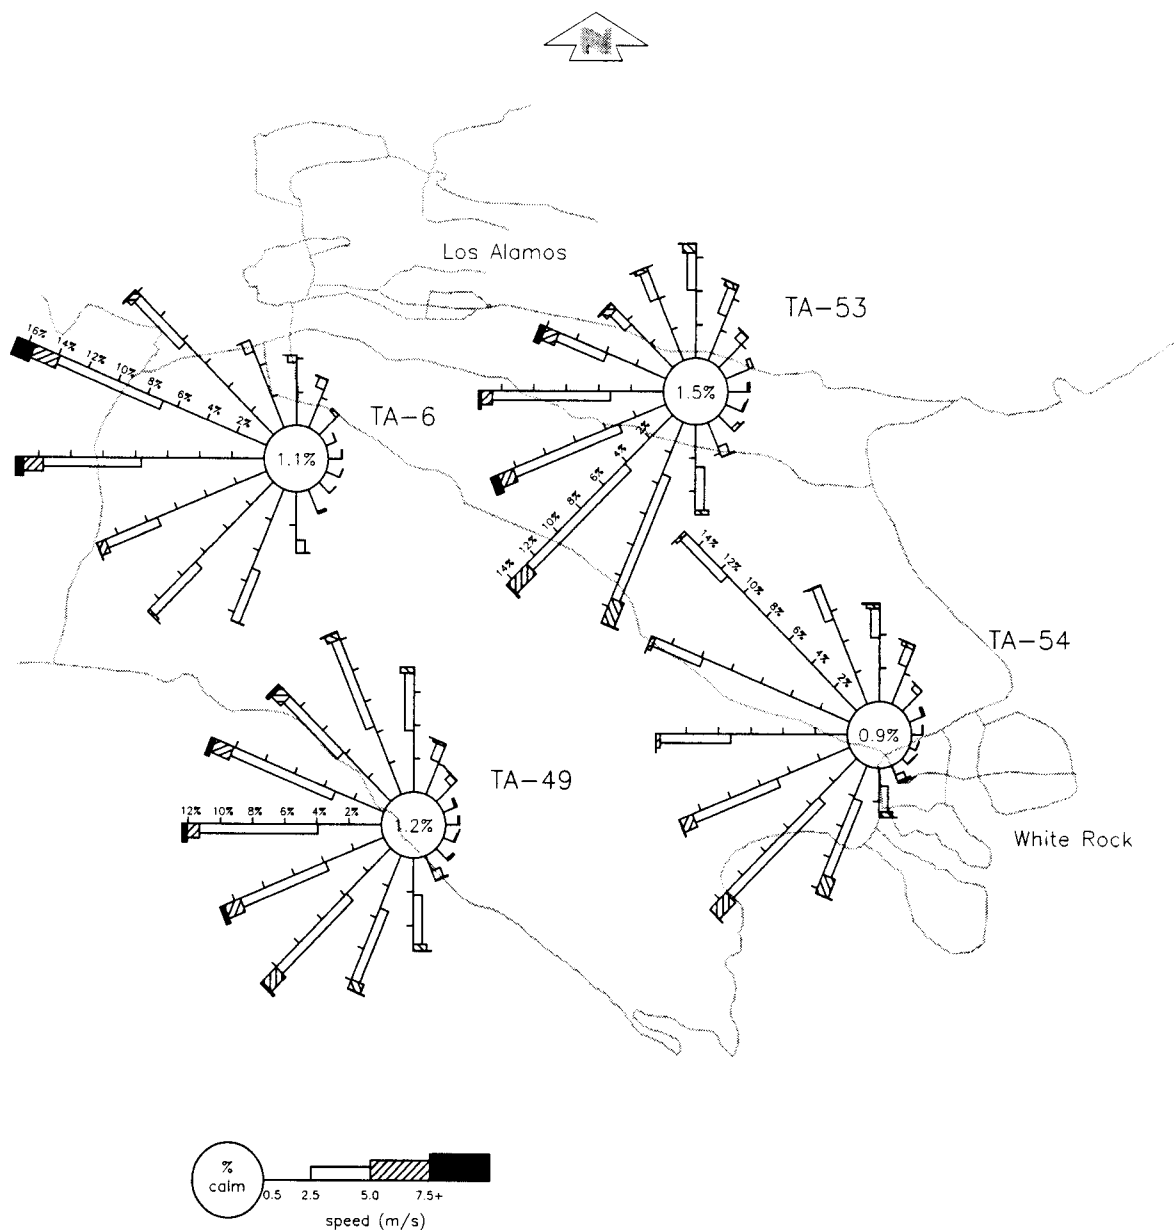 N
Los Alamos
TA-53
16%
14%
12%
10%
8%
6%
4%
2%
TA-6
1.5%
1.1%
2%
4%
6%
8%
10%
12%
14%
14%
12%
10%
8%
6%
4%
2%
TA-54
0.9%
TA-49
12% 10% 8% 6% 4% 2%
1.2%
White Rock
%
calm
0.5 2.5 5.0 7.5+
speed (m/s)